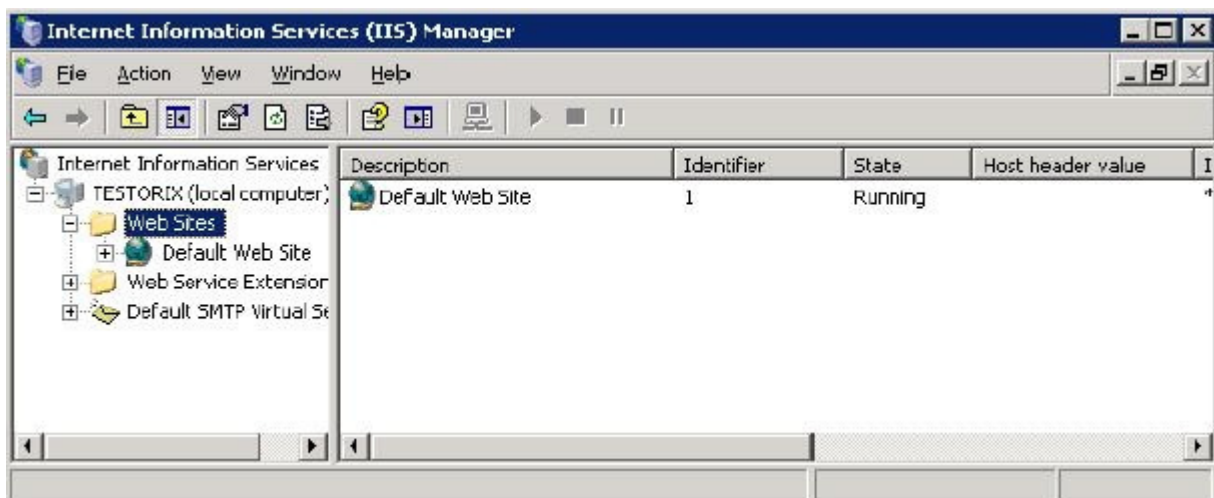 Internet Information Services (IIS) Manager
File Action View Window Help
Internet Information Services
TESTORIX (local computer)
Web Sites
Default Web Site
Web Service Extension
Default SMTP Virtual Se
Description Identifier State Host header value I
Default Web Site 1 Running *